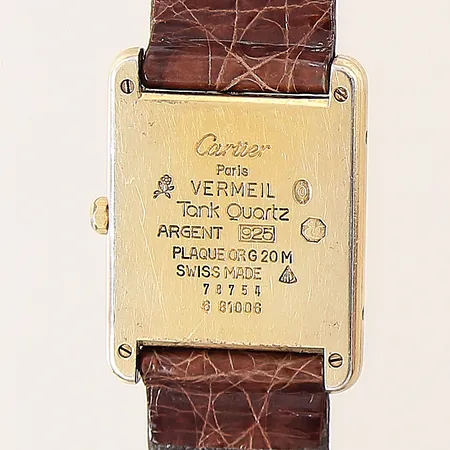 Cartier
Paris
VERMEIL
Tank Quartz
ARGENT 925
PLAQUE OR G 20 M
SWISS MADE
78754
6 81006